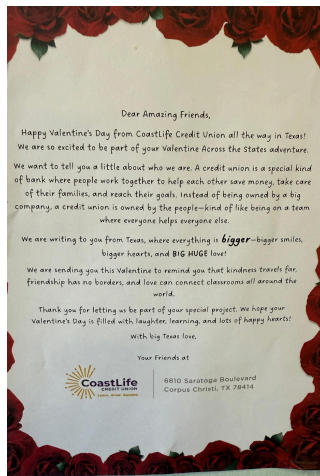 Dear Amazing Friends,
Happy Valentine's Day from CoastLife Credit Union all the way in Texas!
We are so excited to be part of your Valentine Across the States adventure.
We want to tell you a little about who we are. A credit union is a special kind
of bank where people work together to help each other save money, take care
of their families, and reach their goals. Instead of being owned by a big
company, a credit union is owned by the people—kind of like being on a team
where everyone helps everyone else.
We are writing to you from Texas, where everything is bigger—bigger smiles,
bigger hearts, and BIG HUGE love!
We are sending you this Valentine to remind you that kindness travels far,
friendship has no borders, and love can connect classrooms all around the
world.
Thank you for letting us be part of your special project. We hope your
Valentine's Day is filled with laughter, learning, and lots of happy hearts!
With big Texas love,
Your Friends at
CoastLife
CREDIT UNION
6810 Saratoga Boulevard
Corpus Christi, TX 78414